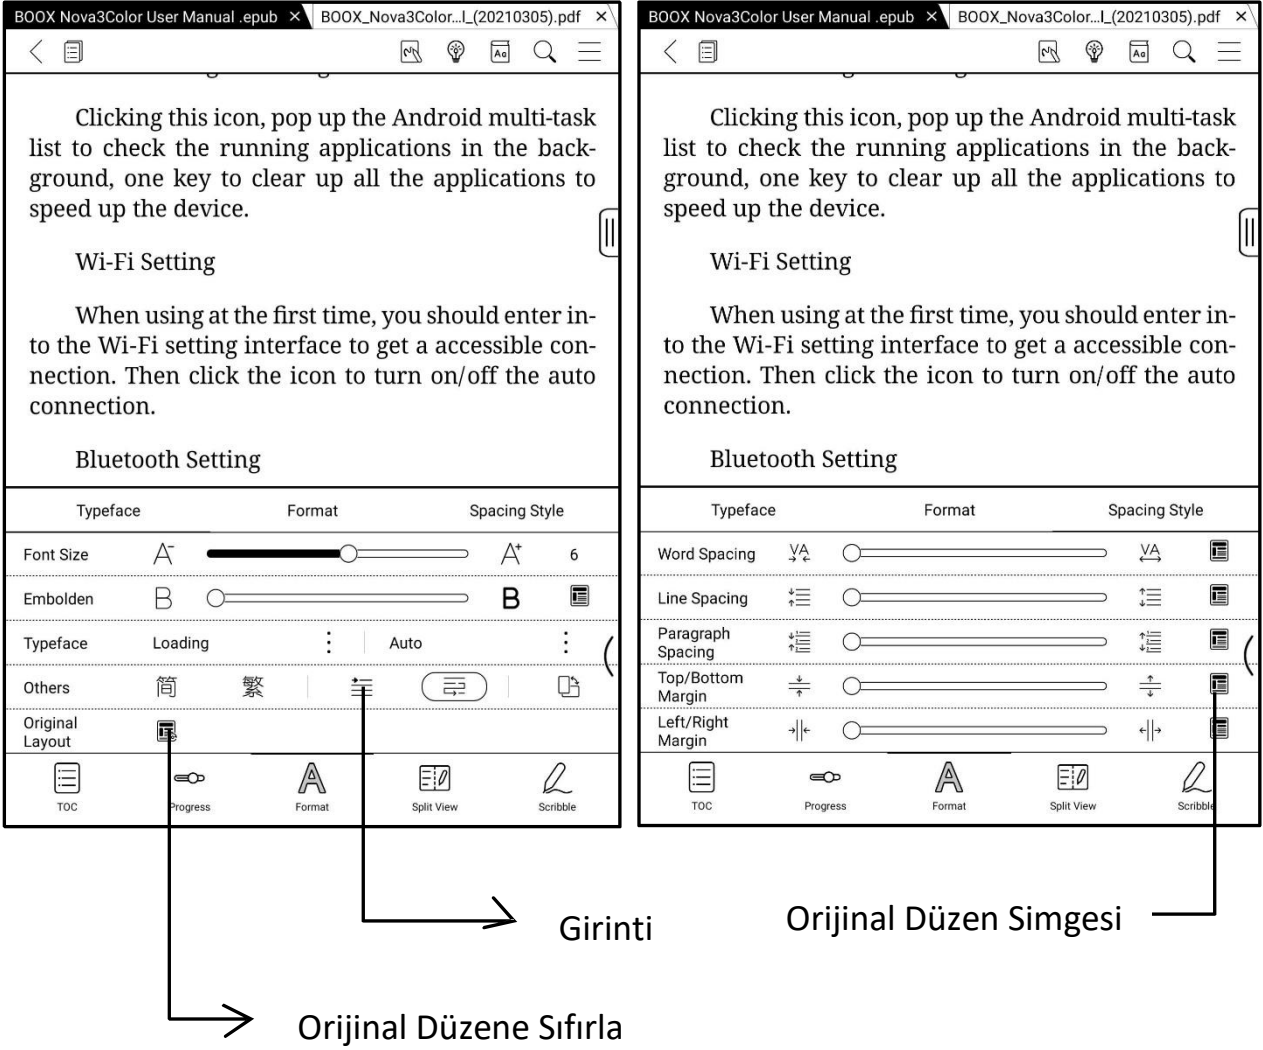 BOOX Nova3Color User Manual .epub × BOOX_Nova3Color...l_(20210305).pdf ×
Clicking this icon, pop up the Android multi-task
list to check the running applications in the back-
ground, one key to clear up all the applications to
speed up the device.
Wi-Fi Setting
When using at the first time, you should enter in-
to the Wi-Fi setting interface to get a accessible con-
nection. Then click the icon to turn on/off the auto
connection.
Bluetooth Setting
Typeface Format Spacing Style
Font Size A- A+ 6
Embolden B B
Typeface Loading Auto
Others 简 繁
Original
Layout
TOC Progress Format Split View Scribble
BOOX Nova3Color User Manual .epub × BOOX_Nova3Color...l_(20210305).pdf ×
Clicking this icon, pop up the Android multi-task
list to check the running applications in the back-
ground, one key to clear up all the applications to
speed up the device.
Wi-Fi Setting
When using at the first time, you should enter in-
to the Wi-Fi setting interface to get a accessible con-
nection. Then click the icon to turn on/off the auto
connection.
Bluetooth Setting
Typeface Format Spacing Style
Word Spacing VA VA
Line Spacing
Paragraph
Spacing
Top/Bottom
Margin
Left/Right
Margin
TOC Progress Format Split View Scribble
Girinti
Orijinal Düzen Simgesi
Orijinal Düzene Sıfırla